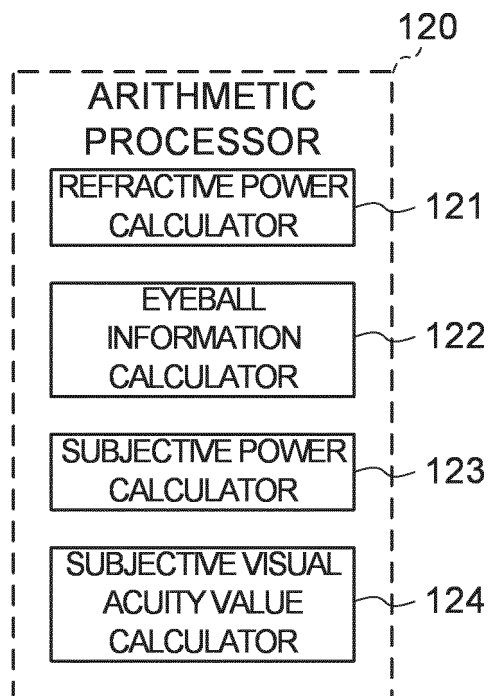 120
ARITHMETIC
PROCESSOR
REFRACTIVE POWER
CALCULATOR
121
EYEBALL
INFORMATION
CALCULATOR
122
SUBJECTIVE POWER
CALCULATOR
123
SUBJECTIVE VISUAL
ACUITY VALUE
CALCULATOR
124